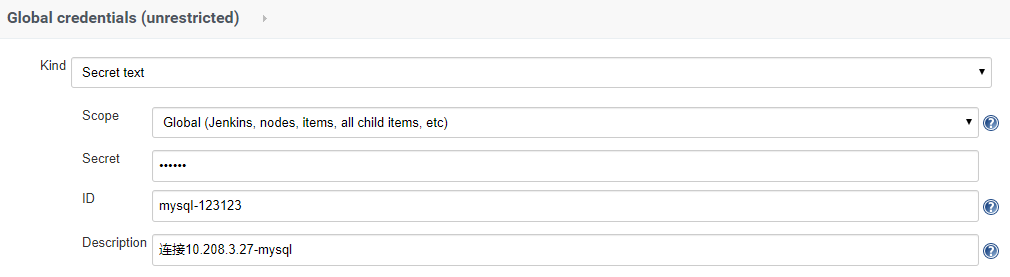 Global credentials (unrestricted)
Kind Secret text
Scope Global (Jenkins, nodes, items, all child items, etc)
Secret ••••••
ID mysql-123123
Description 连接10.208.3.27-mysql